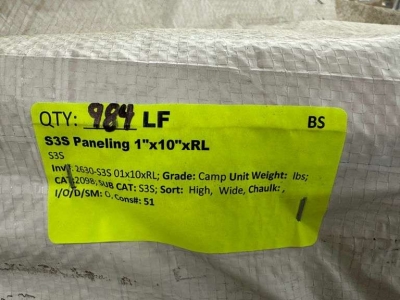 QTY: 984 LF BS
S3S Paneling 1"x10"xRL
S3S
Inv#: 2630-S3S 01x10xRL; Grade: Camp Unit Weight: lbs;
CAT: 2098; SUB CAT: S3S; Sort: High, Wide, Chaulk: ,
I/O/D/SM: O, Cons#: 51